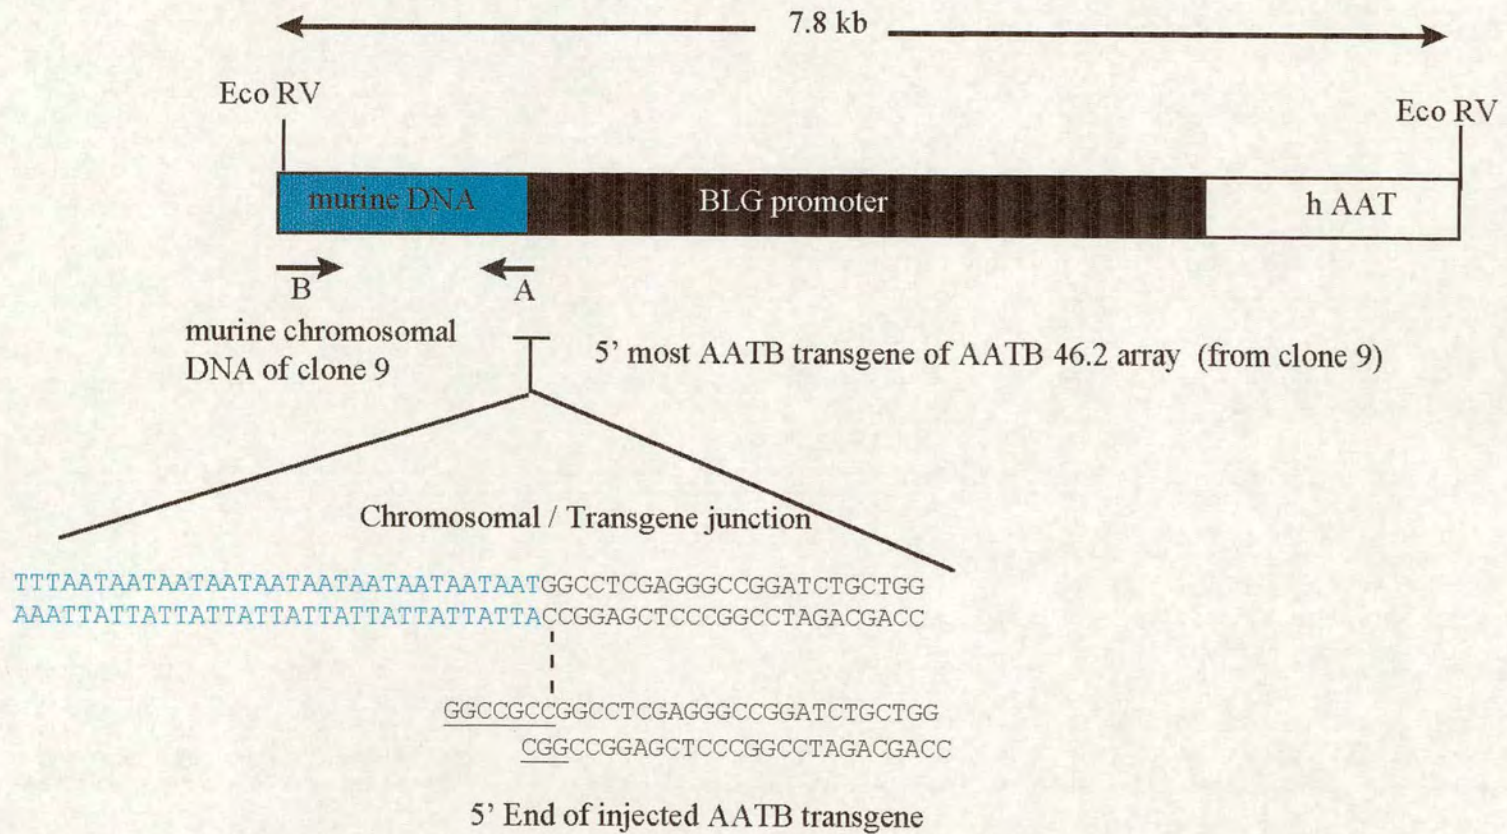 7.8 kb
Eco RV
Eco RV
murine DNA
BLG promoter
h AAT
B
A
murine chromosomal
DNA of clone 9
5' most AATB transgene of AATB 46.2 array (from clone 9)
Chromosomal / Transgene junction
TTTAATAATAATAATAATAATAATAATAATAATAATGGCCTCGAGGGCCGGATCTGCTGG
AAATTATTATTATTATTATTATTATTATTATTATTACCGGAGCTCCCGGCCTAGACGACC
GGCCGCCGGCCTCGAGGGCCGGATCTGCTGG
CGGCCGGAGCTCCCGGCCTAGACGACC
5' End of injected AATB transgene